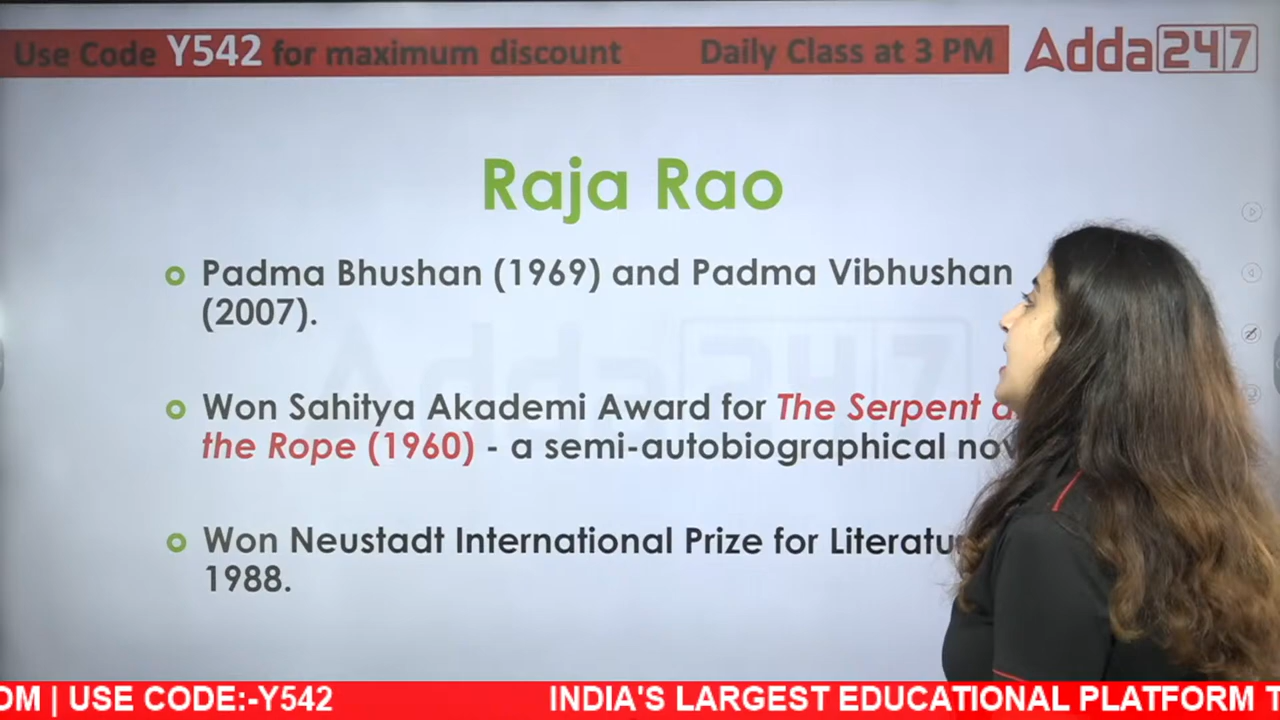 Use Code Y542 for maximum discount Daily Class at 3 PM Adda247
Raja Rao
Padma Bhushan (1969) and Padma Vibhushan
(2007).
Adda247
Won Sahitya Akademi Award for The Serpent
the Rope (1960) - a semi-autobiographical
Won Neustadt International Prize for
1988.
OM | USE CODE:-Y542 INDIA'S LARGEST EDUCATIONAL PLATFORM T